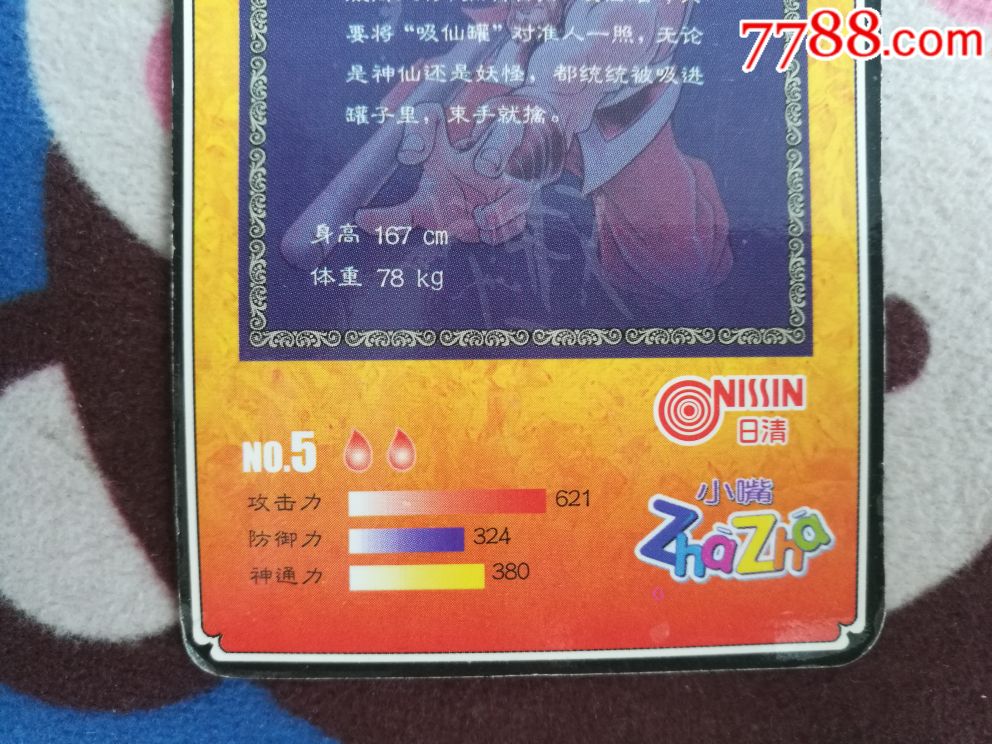 7788.com
要将“吸仙罐”对准人一照，无论
是神仙还是妖怪，都统统被吸进
罐子里，束手就擒。
身高 167 cm
体重 78 kg
NISSIN
日清
NO.5
小嘴
ZhaZha
攻击力 621
防御力 324
神通力 380